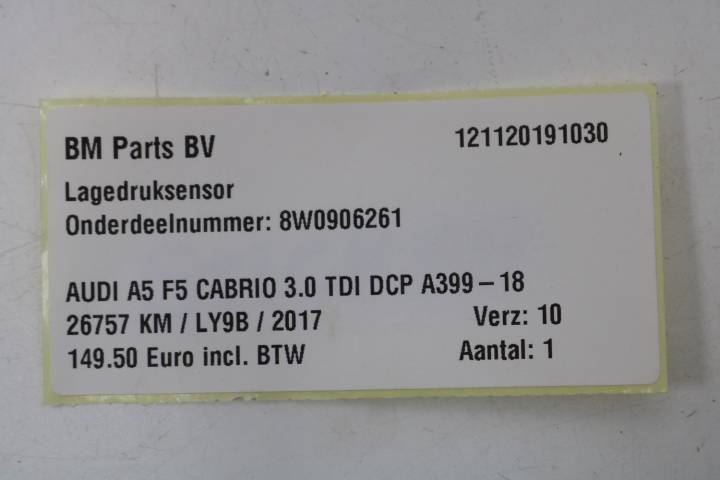 BM Parts BV 121120191030
Lagedruksensor
Onderdeelnummer: 8W0906261
AUDI A5 F5 CABRIO 3.0 TDI DCP A399 – 18
26757 KM / LY9B / 2017 Verz: 10
149.50 Euro incl. BTW Aantal: 1